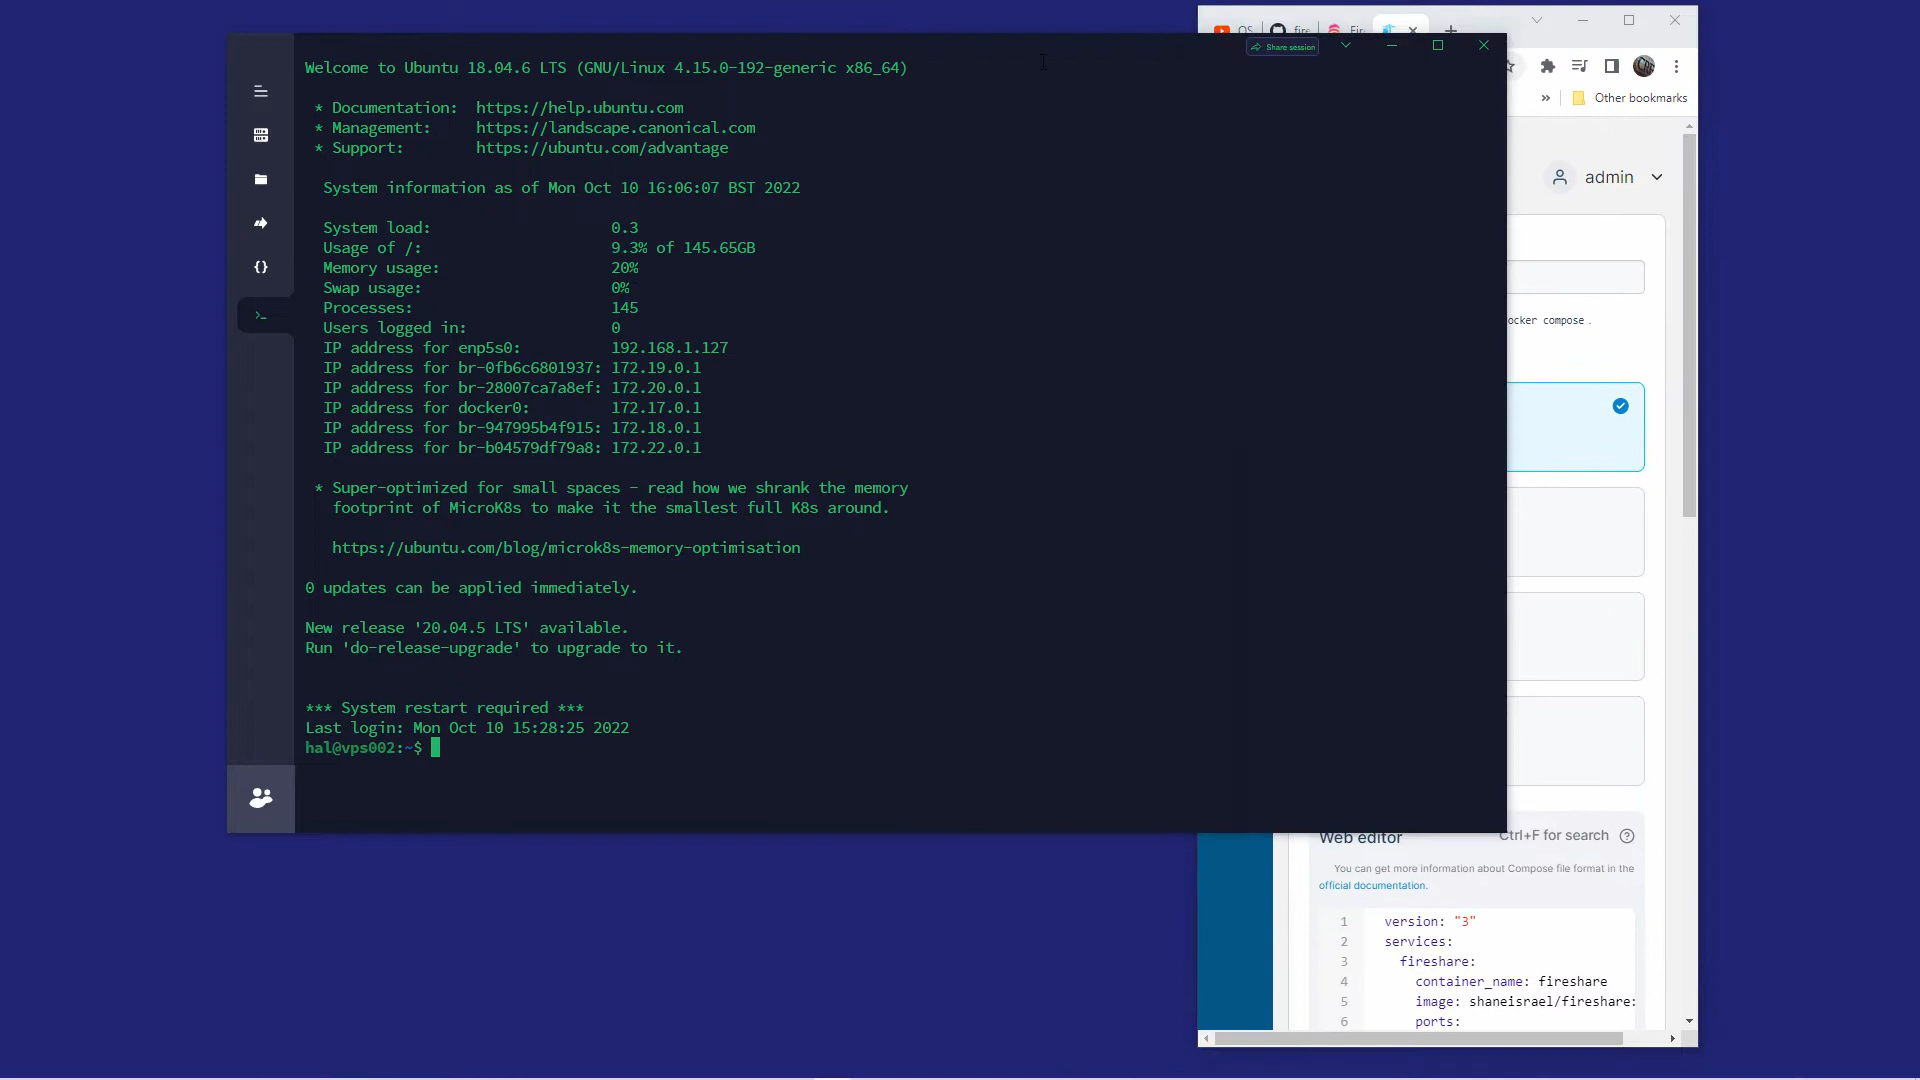 Welcome to Ubuntu 18.04.6 LTS (GNU/Linux 4.15.0-192-generic x86_64)
* Documentation: https://help.ubuntu.com
* Management: https://landscape.canonical.com
* Support: https://ubuntu.com/advantage
System information as of Mon Oct 10 16:06:07 BST 2022
System load: 0.3
Usage of /: 9.3% of 145.65GB
Memory usage: 20%
Swap usage: 0%
Processes: 145
Users logged in: 0
IP address for enp5s0: 192.168.1.127
IP address for br-0fb6c6801937: 172.19.0.1
IP address for br-28007ca7a8ef: 172.20.0.1
IP address for docker0: 172.17.0.1
IP address for br-947995b4f915: 172.18.0.1
IP address for br-b04579df79a8: 172.22.0.1
* Super-optimized for small spaces - read how we shrank the memory
footprint of MicroK8s to make it the smallest full K8s around.
https://ubuntu.com/blog/microk8s-memory-optimisation
0 updates can be applied immediately.
New release '20.04.5 LTS' available.
Run 'do-release-upgrade' to upgrade to it.
*** System restart required ***
Last login: Mon Oct 10 15:28:25 2022
hal@vps002:~$
Share session
Other bookmarks
admin
ocker compose .
Web editor
Ctrl+F for search
You can get more information about Compose file format in the
official documentation.
1 version: "3"
2 services:
3 fireshare:
4 container_name: fireshare
5 image: shaneisrael/fireshare:
6 ports: